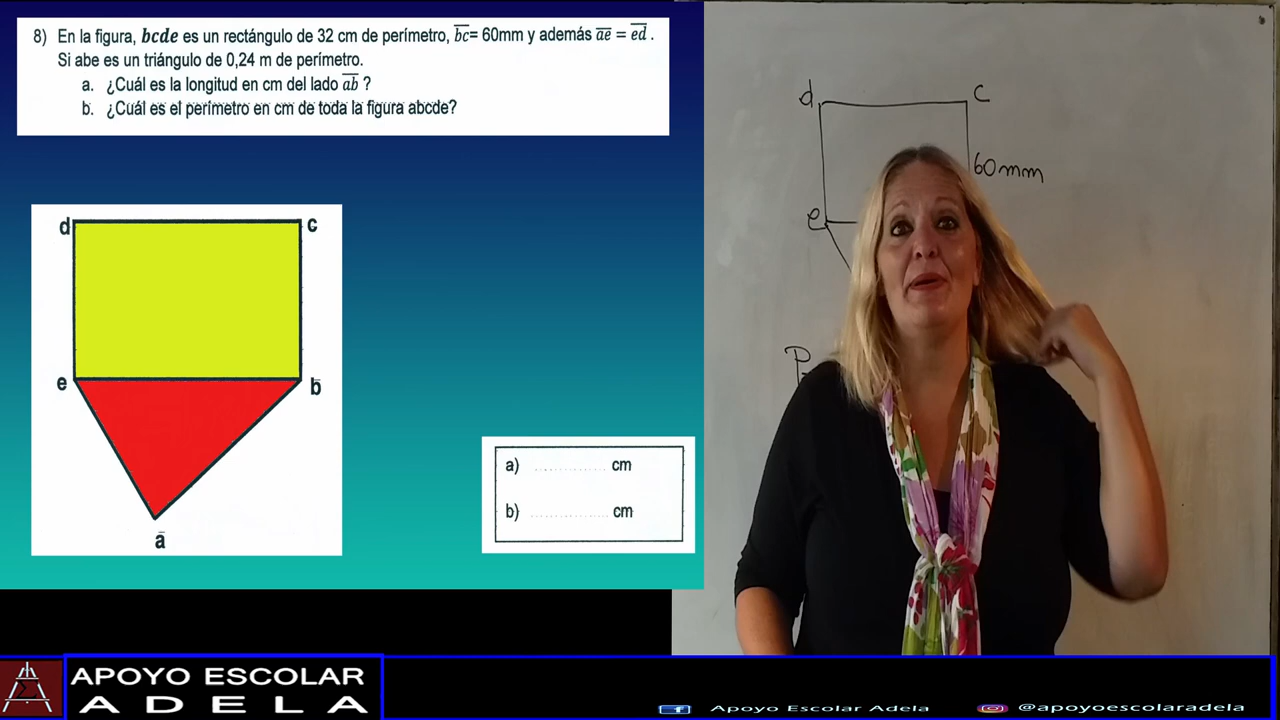 8) En la figura, bcde es un rectángulo de 32 cm de perímetro, bc= 60mm y además ae = ed .
Si abe es un triángulo de 0,24 m de perímetro.
a. ¿Cuál es la longitud en cm del lado ab ?
b. ¿Cuál es el perímetro en cm de toda la figura abcde?
d c
e b
a
a) .............. cm
b) .............. cm
d c
60mm
e
P
APOYO ESCOLAR
ADELA
Apoyo Escolar Adela @apoyoescolaradela